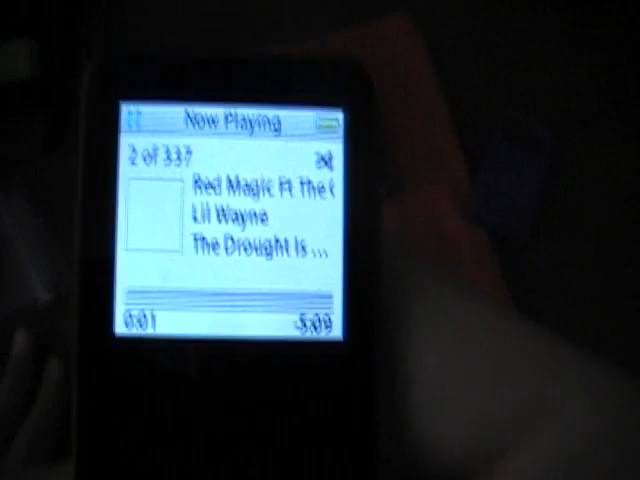 Now Playing
2 of 337
Red Magic Ft The
Lil Wayne
The Drought Is ...
0:01 -5:09